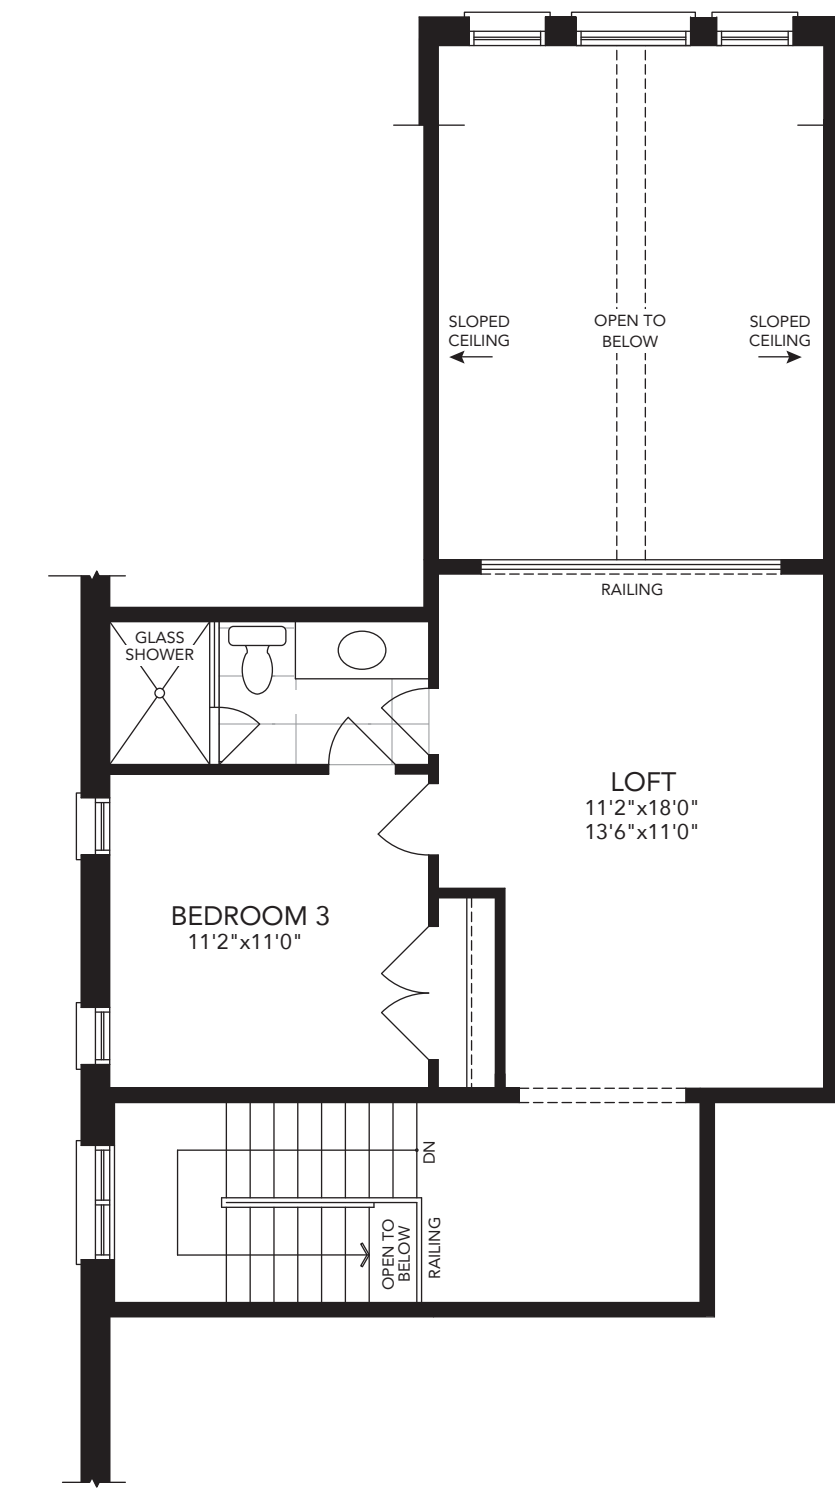 SLOPED
CEILING
OPEN TO
BELOW
SLOPED
CEILING
RAILING
GLASS
SHOWER
LOFT
11'2"x18'0"
13'6"x11'0"
BEDROOM 3
11'2"x11'0"
DN
OPEN TO
BELOW
RAILING